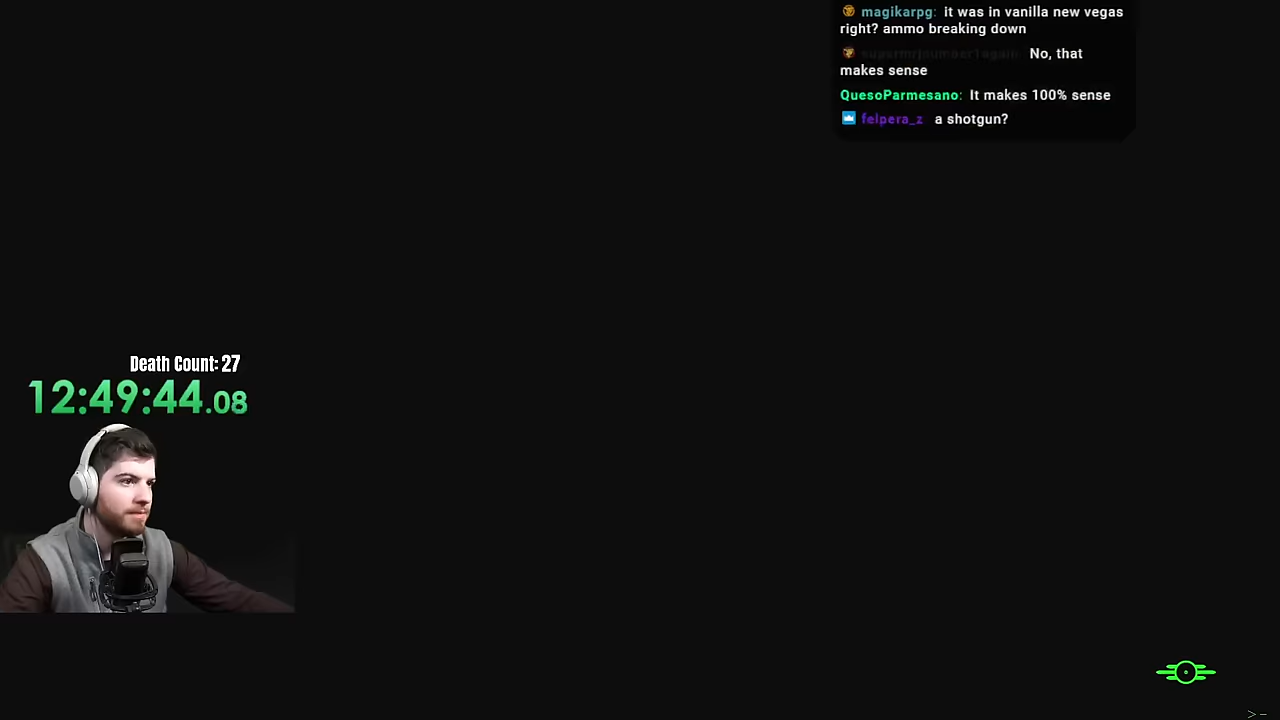 magikarpg: it was in vanilla new vegas
right? ammo breaking down
No, that
makes sense
QuesoParmesano: It makes 100% sense
felpera_z a shotgun?
Death Count: 27
12:49:44.08
>-